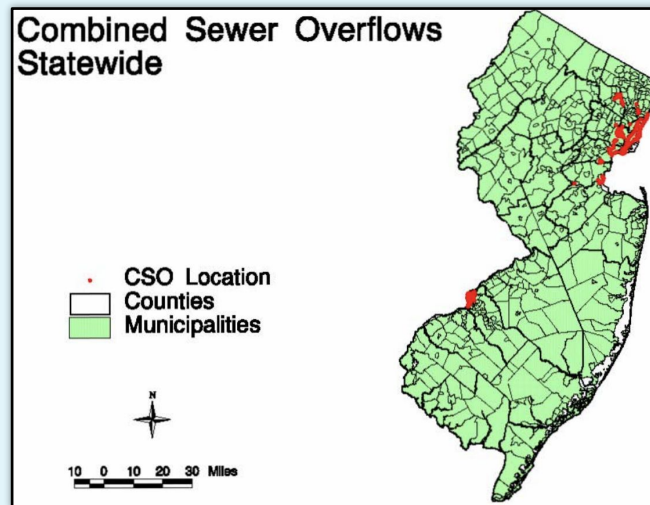 Combined Sewer Overflows
Statewide
CSO Location
Counties
Municipalities
N
10 0 10 20 30 Miles